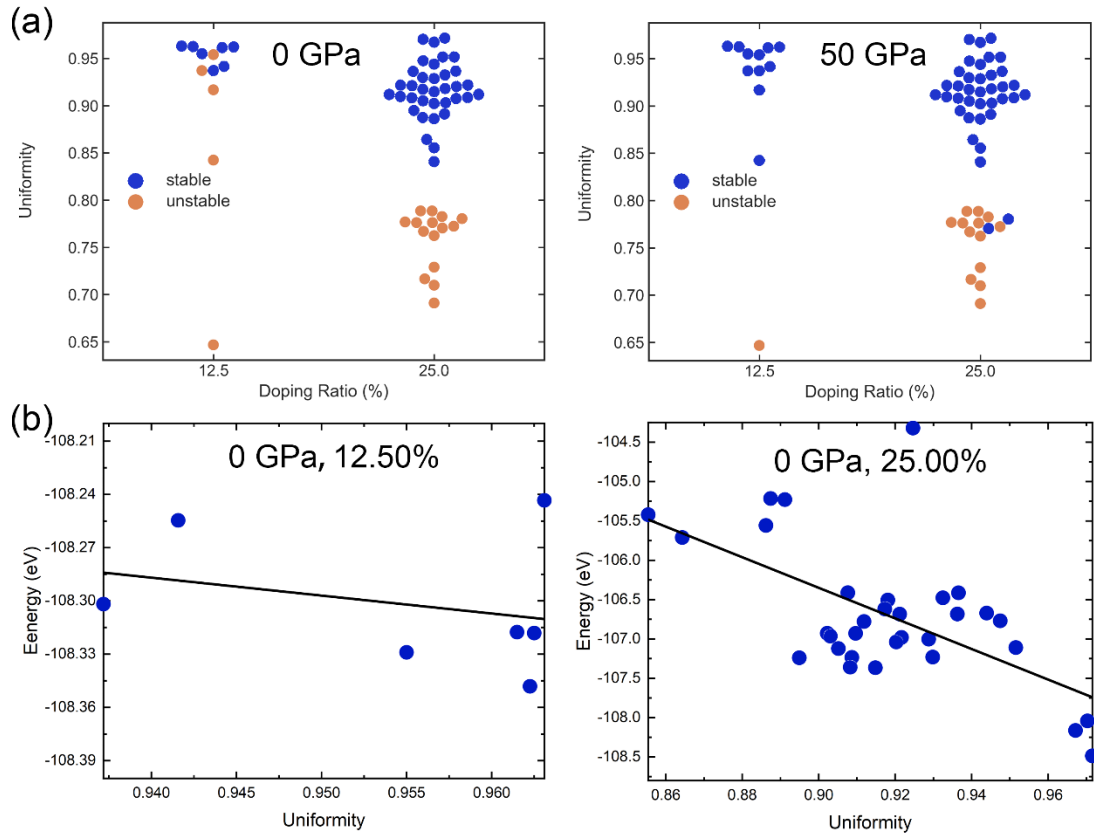 (a)
0 GPa
0.95
0.90
0.85
0.80
0.75
0.70
0.65
Uniformity
stable
unstable
12.5
25.0
Doping Ratio (%)
50 GPa
0.95
0.90
0.85
0.80
0.75
0.70
0.65
Uniformity
stable
unstable
12.5
25.0
Doping Ratio (%)
(b)
0 GPa, 12.50%
-108.21
-108.24
-108.27
-108.30
-108.33
-108.36
-108.39
Eenergy (eV)
0.940
0.945
0.950
0.955
0.960
Uniformity
0 GPa, 25.00%
-104.5
-105.0
-105.5
-106.0
-106.5
-107.0
-107.5
-108.0
-108.5
Eenergy (eV)
0.86
0.88
0.90
0.92
0.94
0.96
Uniformity